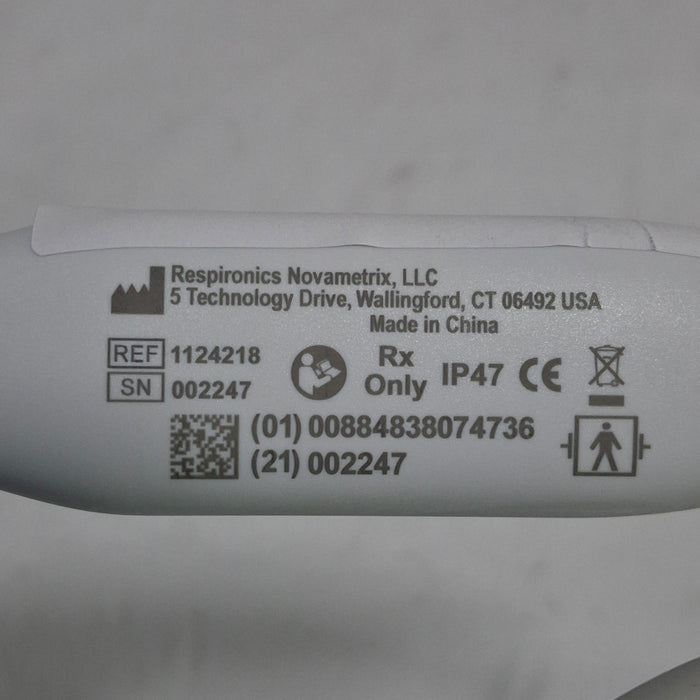 Respironics Novametrix, LLC
5 Technology Drive, Wallingford, CT 06492 USA
Made in China
REF 1124218
SN 002247
Rx
Only
IP47 CE
(01) 00884838074736
(21) 002247